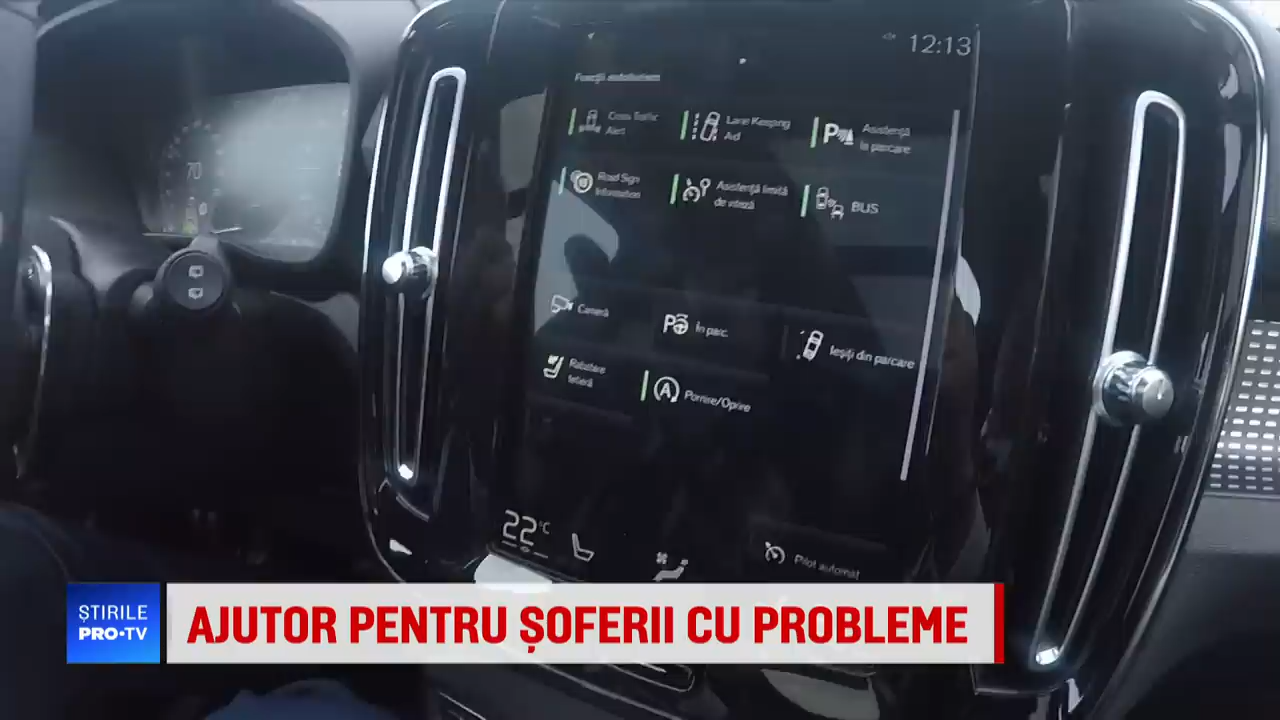 12:13
Funcții autoturism
Cross Traffic
Alert
Lane Keeping
Aid
P
Asistență
la parcare
70
Road Sign
Information
Asistență limită
de viteză
BLIS
Cameră
P
În parc.
Ieșiți din parcare
Rabatare
tetieră
A
Pornire/Oprire
22°C
Pilot automat
ȘTIRILE
PRO•TV
AJUTOR PENTRU ȘOFERII CU PROBLEME